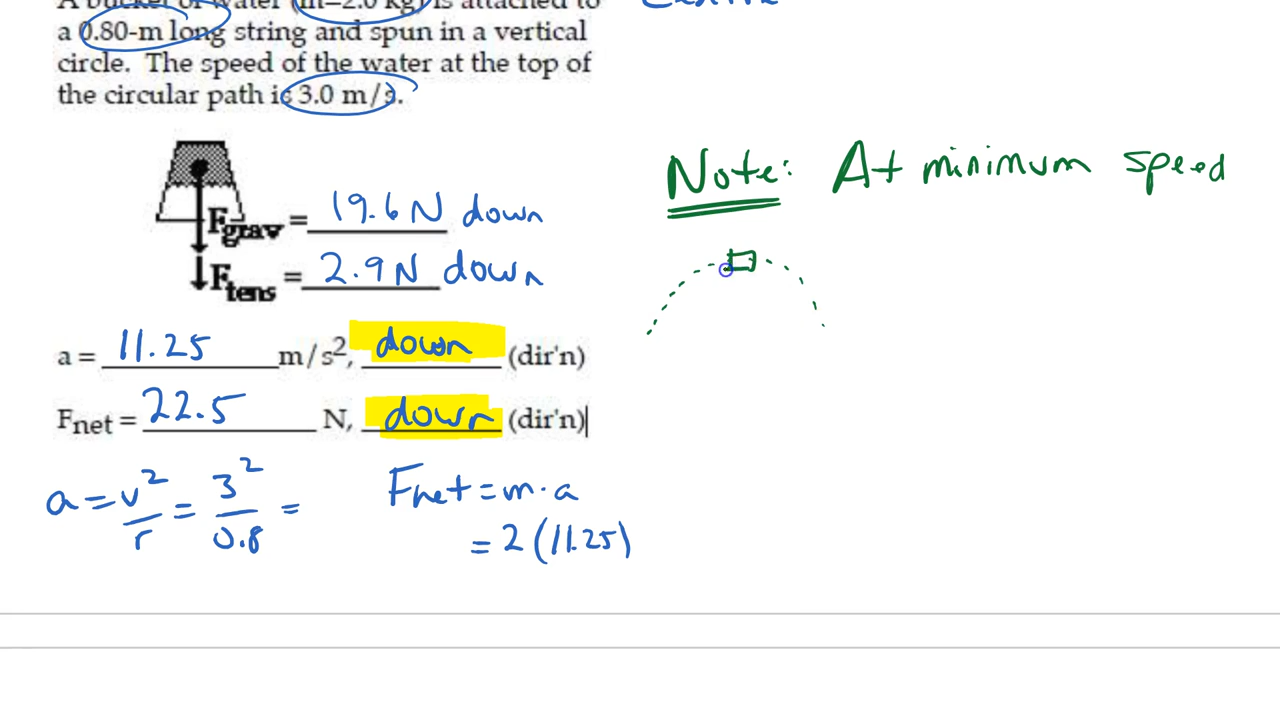 A bucket of water (m=2.0 kg) is attached to
a 0.80-m long string and spun in a vertical
circle. The speed of the water at the top of
the circular path is 3.0 m/s.
Note: At minimum speed
Fgrav = 19.6 N down
Ftens = 2.9 N down
a = 11.25 m/s², down (dir'n)
Fnet = 22.5 N, down (dir'n)
a = v²/r = 3²/0.8 =
Fnet = m·a
= 2(11.25)